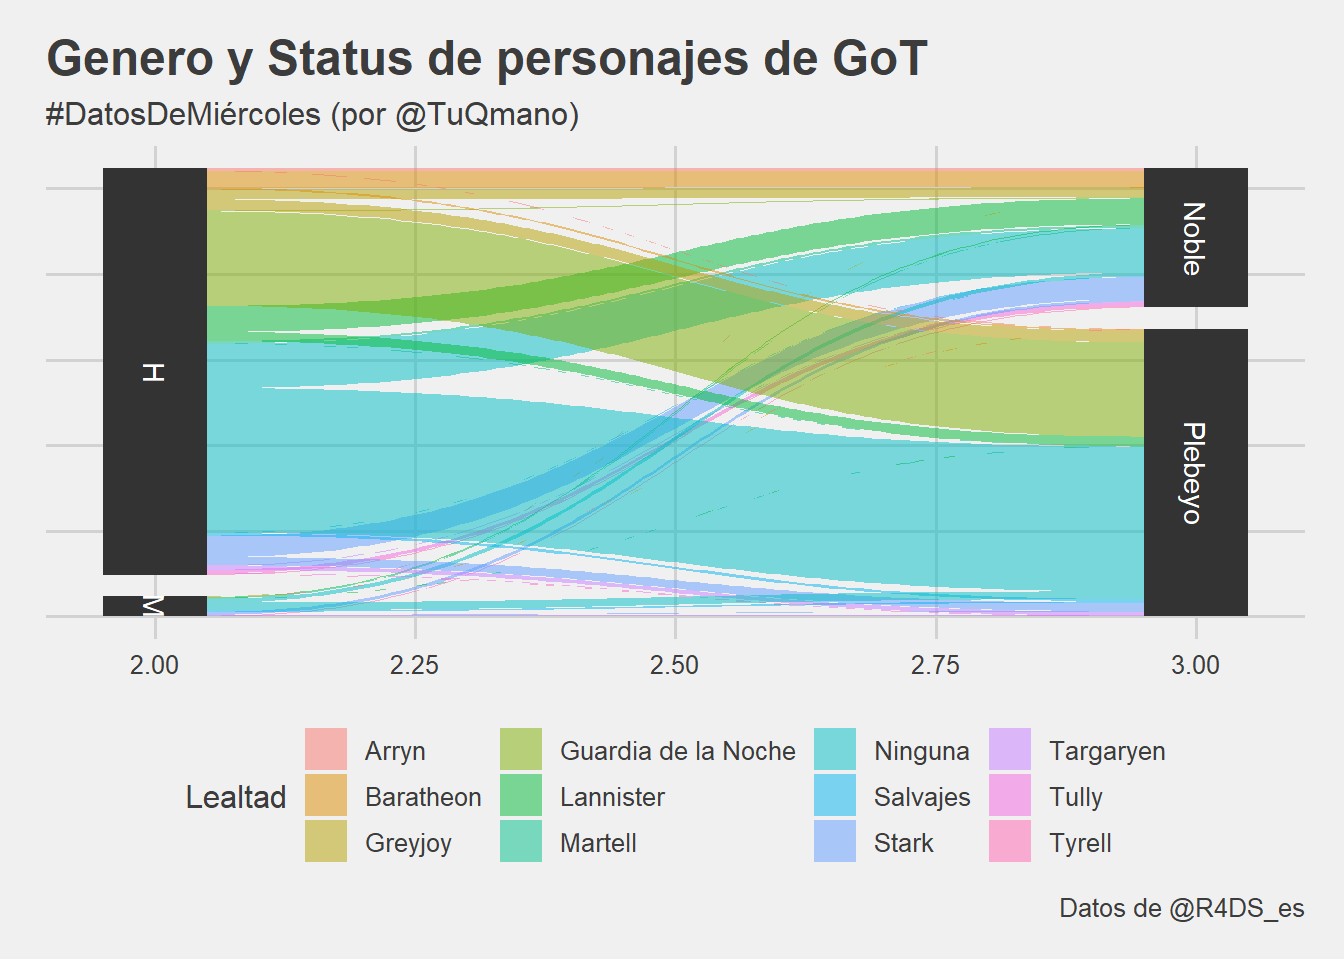 Genero y Status de personajes de GoT
#DatosDeMiércoles (por @TuQmano)
H
M
Noble
Plebeyo
2.00 2.25 2.50 2.75 3.00
Lealtad
Arryn Guardia de la Noche Ninguna Targaryen
Baratheon Lannister Salvajes Tully
Greyjoy Martell Stark Tyrell
Datos de @R4DS_es